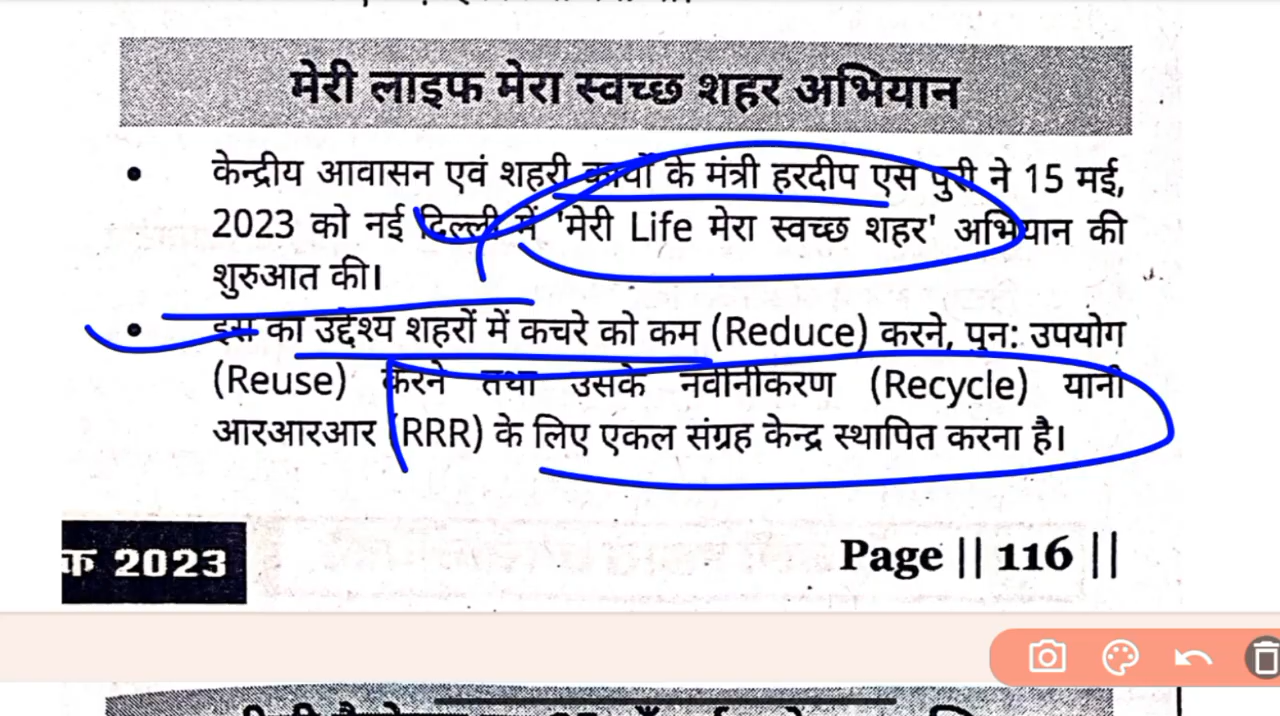 मेरी लाइफ मेरा स्वच्छ शहर अभियान
• केन्द्रीय आवासन एवं शहरी कार्यों के मंत्री हरदीप एस पुरी ने 15 मई,
2023 को नई दिल्ली में 'मेरी Life मेरा स्वच्छ शहर' अभियान की
शुरुआत की।
• इस का उद्देश्य शहरों में कचरे को कम (Reduce) करने, पुन: उपयोग
(Reuse) करने तथा उसके नवीनीकरण (Recycle) यानी
आरआरआर (RRR) के लिए एकल संग्रह केन्द्र स्थापित करना है।
2023
Page || 116 ||